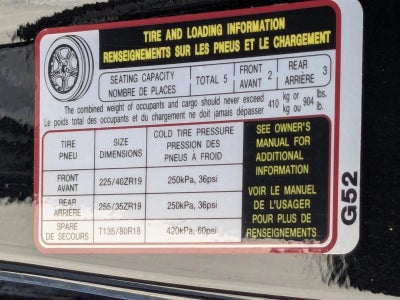 TIRE AND LOADING INFORMATION
RENSEIGNEMENTS SUR LES PNEUS ET LE CHARGEMENT
SEATING CAPACITY
NOMBRE DE PLACES
TOTAL 5
FRONT
AVANT 2
REAR
ARRIÈRE 3
The combined weight of occupants and cargo should never exceed 410 kg or 904 lbs.
Le poids total des occupants et du chargement ne doit jamais dépasser kg ou lb.
TIRE
PNEU
SIZE
DIMENSIONS
COLD TIRE PRESSURE
PRESSION DES
PNEUS À FROID
FRONT
AVANT
225/40ZR19
250kPa, 36psi
REAR
ARRIÈRE
255/35ZR19
250kPa, 36psi
SPARE
DE SECOURS
T135/80R18
420kPa, 60psi
SEE OWNER'S
MANUAL FOR
ADDITIONAL
INFORMATION
VOIR LE MANUEL
DE L'USAGER
POUR PLUS DE
RENSEIGNEMENTS
G52